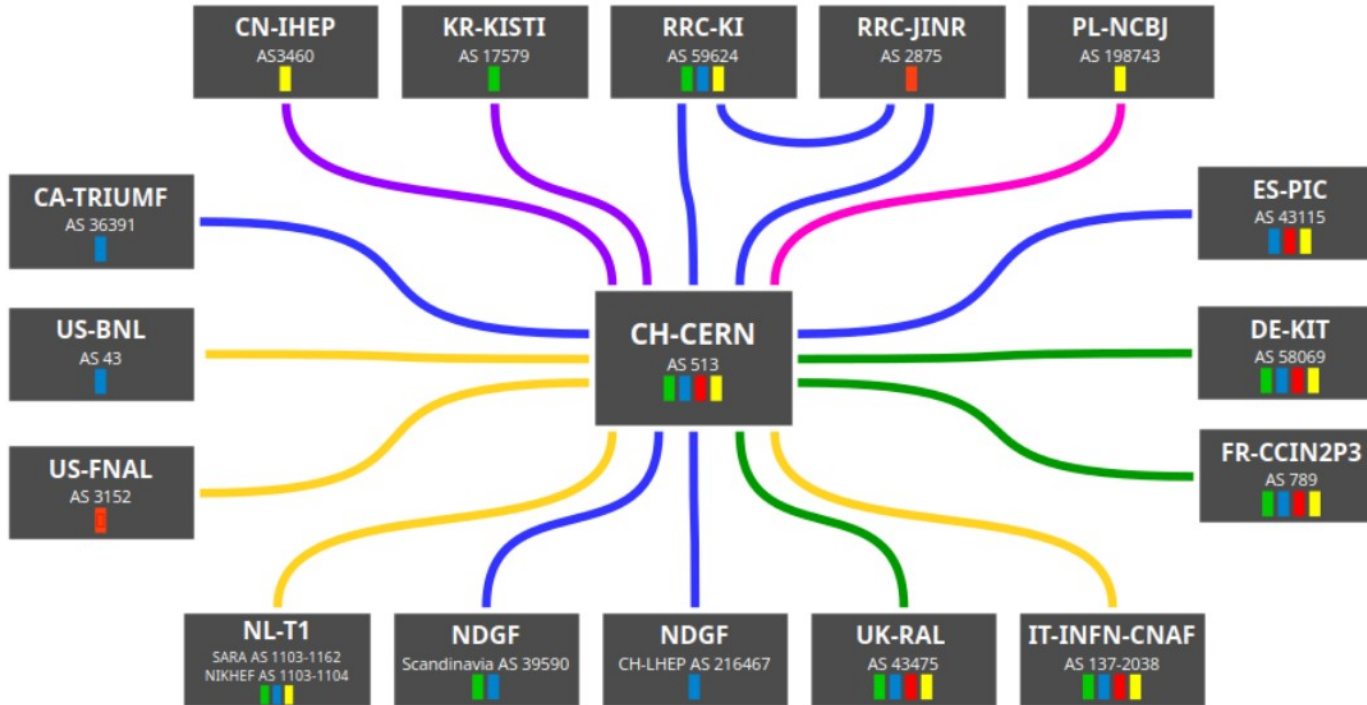 CN-IHEP
AS3460
KR-KISTI
AS 17579
RRC-KI
AS 59624
RRC-JINR
AS 2875
PL-NCBJ
AS 198743
CA-TRIUMF
AS 36391
ES-PIC
AS 43115
US-BNL
AS 43
CH-CERN
AS 513
DE-KIT
AS 58069
US-FNAL
AS 3152
FR-CCIN2P3
AS 789
NL-T1
SARA AS 1103-1162
NIKHEF AS 1103-1104
NDGF
Scandinavia AS 39590
NDGF
CH-LHEP AS 216467
UK-RAL
AS 43475
IT-INFN-CNAF
AS 137-2038